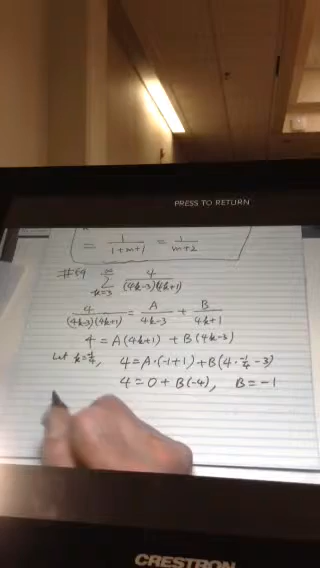 PRESS TO RETURN
= 1/(1+m+1) = 1/(m+2)
#64 ∞ Σ k=3 4/((4k-3)(4k+1))
4/((4k-3)(4k+1)) = A/(4k-3) + B/(4k+1)
4 = A(4k+1) + B(4k-3)
Let k=-1/4, 4=A·(-1+1)+B(4·-1/4-3)
4=0+B(-4), B=-1
CRESTRON